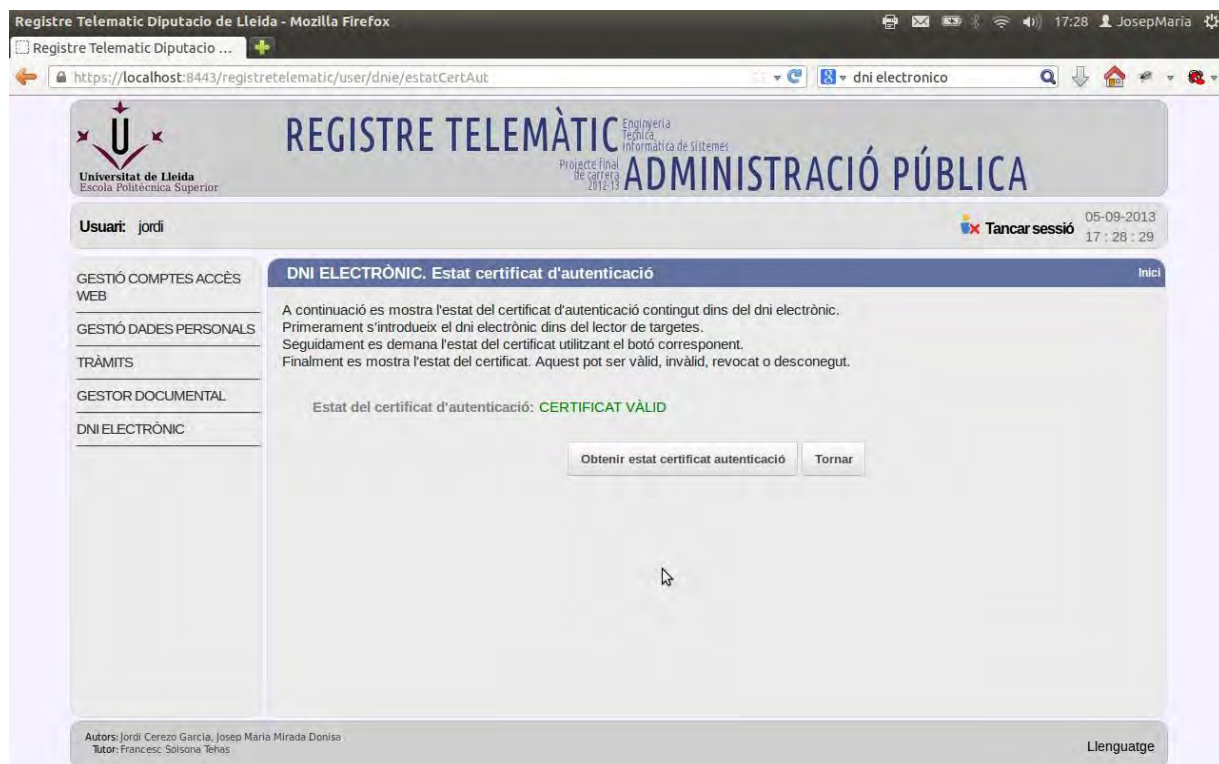 Registre Telematic Diputacio de Lleida - Mozilla Firefox
17:28 JosepMaria
Registre Telematic Diputacio ...
https://localhost:8443/registretelematic/user/dnie/estatCertAut
dni electronico
Universitat de Lleida
Escola Politècnica Superior
REGISTRE TELEMÀTIC
Enginyeria
Tècnica
Informàtica de Sistemes
Projecte final
de carrera
2012-13
ADMINISTRACIÓ PÚBLICA
Usuari: jordi
Tancar sessió
05-09-2013
17 : 28 : 29
GESTIÓ COMPTES ACCÈS
WEB
GESTIÓ DADES PERSONALS
TRÀMITS
GESTOR DOCUMENTAL
DNI ELECTRÒNIC
DNI ELECTRÒNIC. Estat certificat d'autenticació
Inici
A continuació es mostra l'estat del certificat d'autenticació contingut dins del dni electrònic.
Primerament s'introdueix el dni electrònic dins del lector de targetes.
Seguidament es demana l'estat del certificat utilitzant el botó corresponent.
Finalment es mostra l'estat del certificat. Aquest pot ser vàlid, invàlid, revocat o desconegut.
Estat del certificat d'autenticació: CERTIFICAT VÀLID
Obtenir estat certificat autenticació
Tornar
Autors: Jordi Cerezo Garcia, Josep Maria Mirada Donisa
Tutor: Francesc Solsona Tehas
Llenguatge